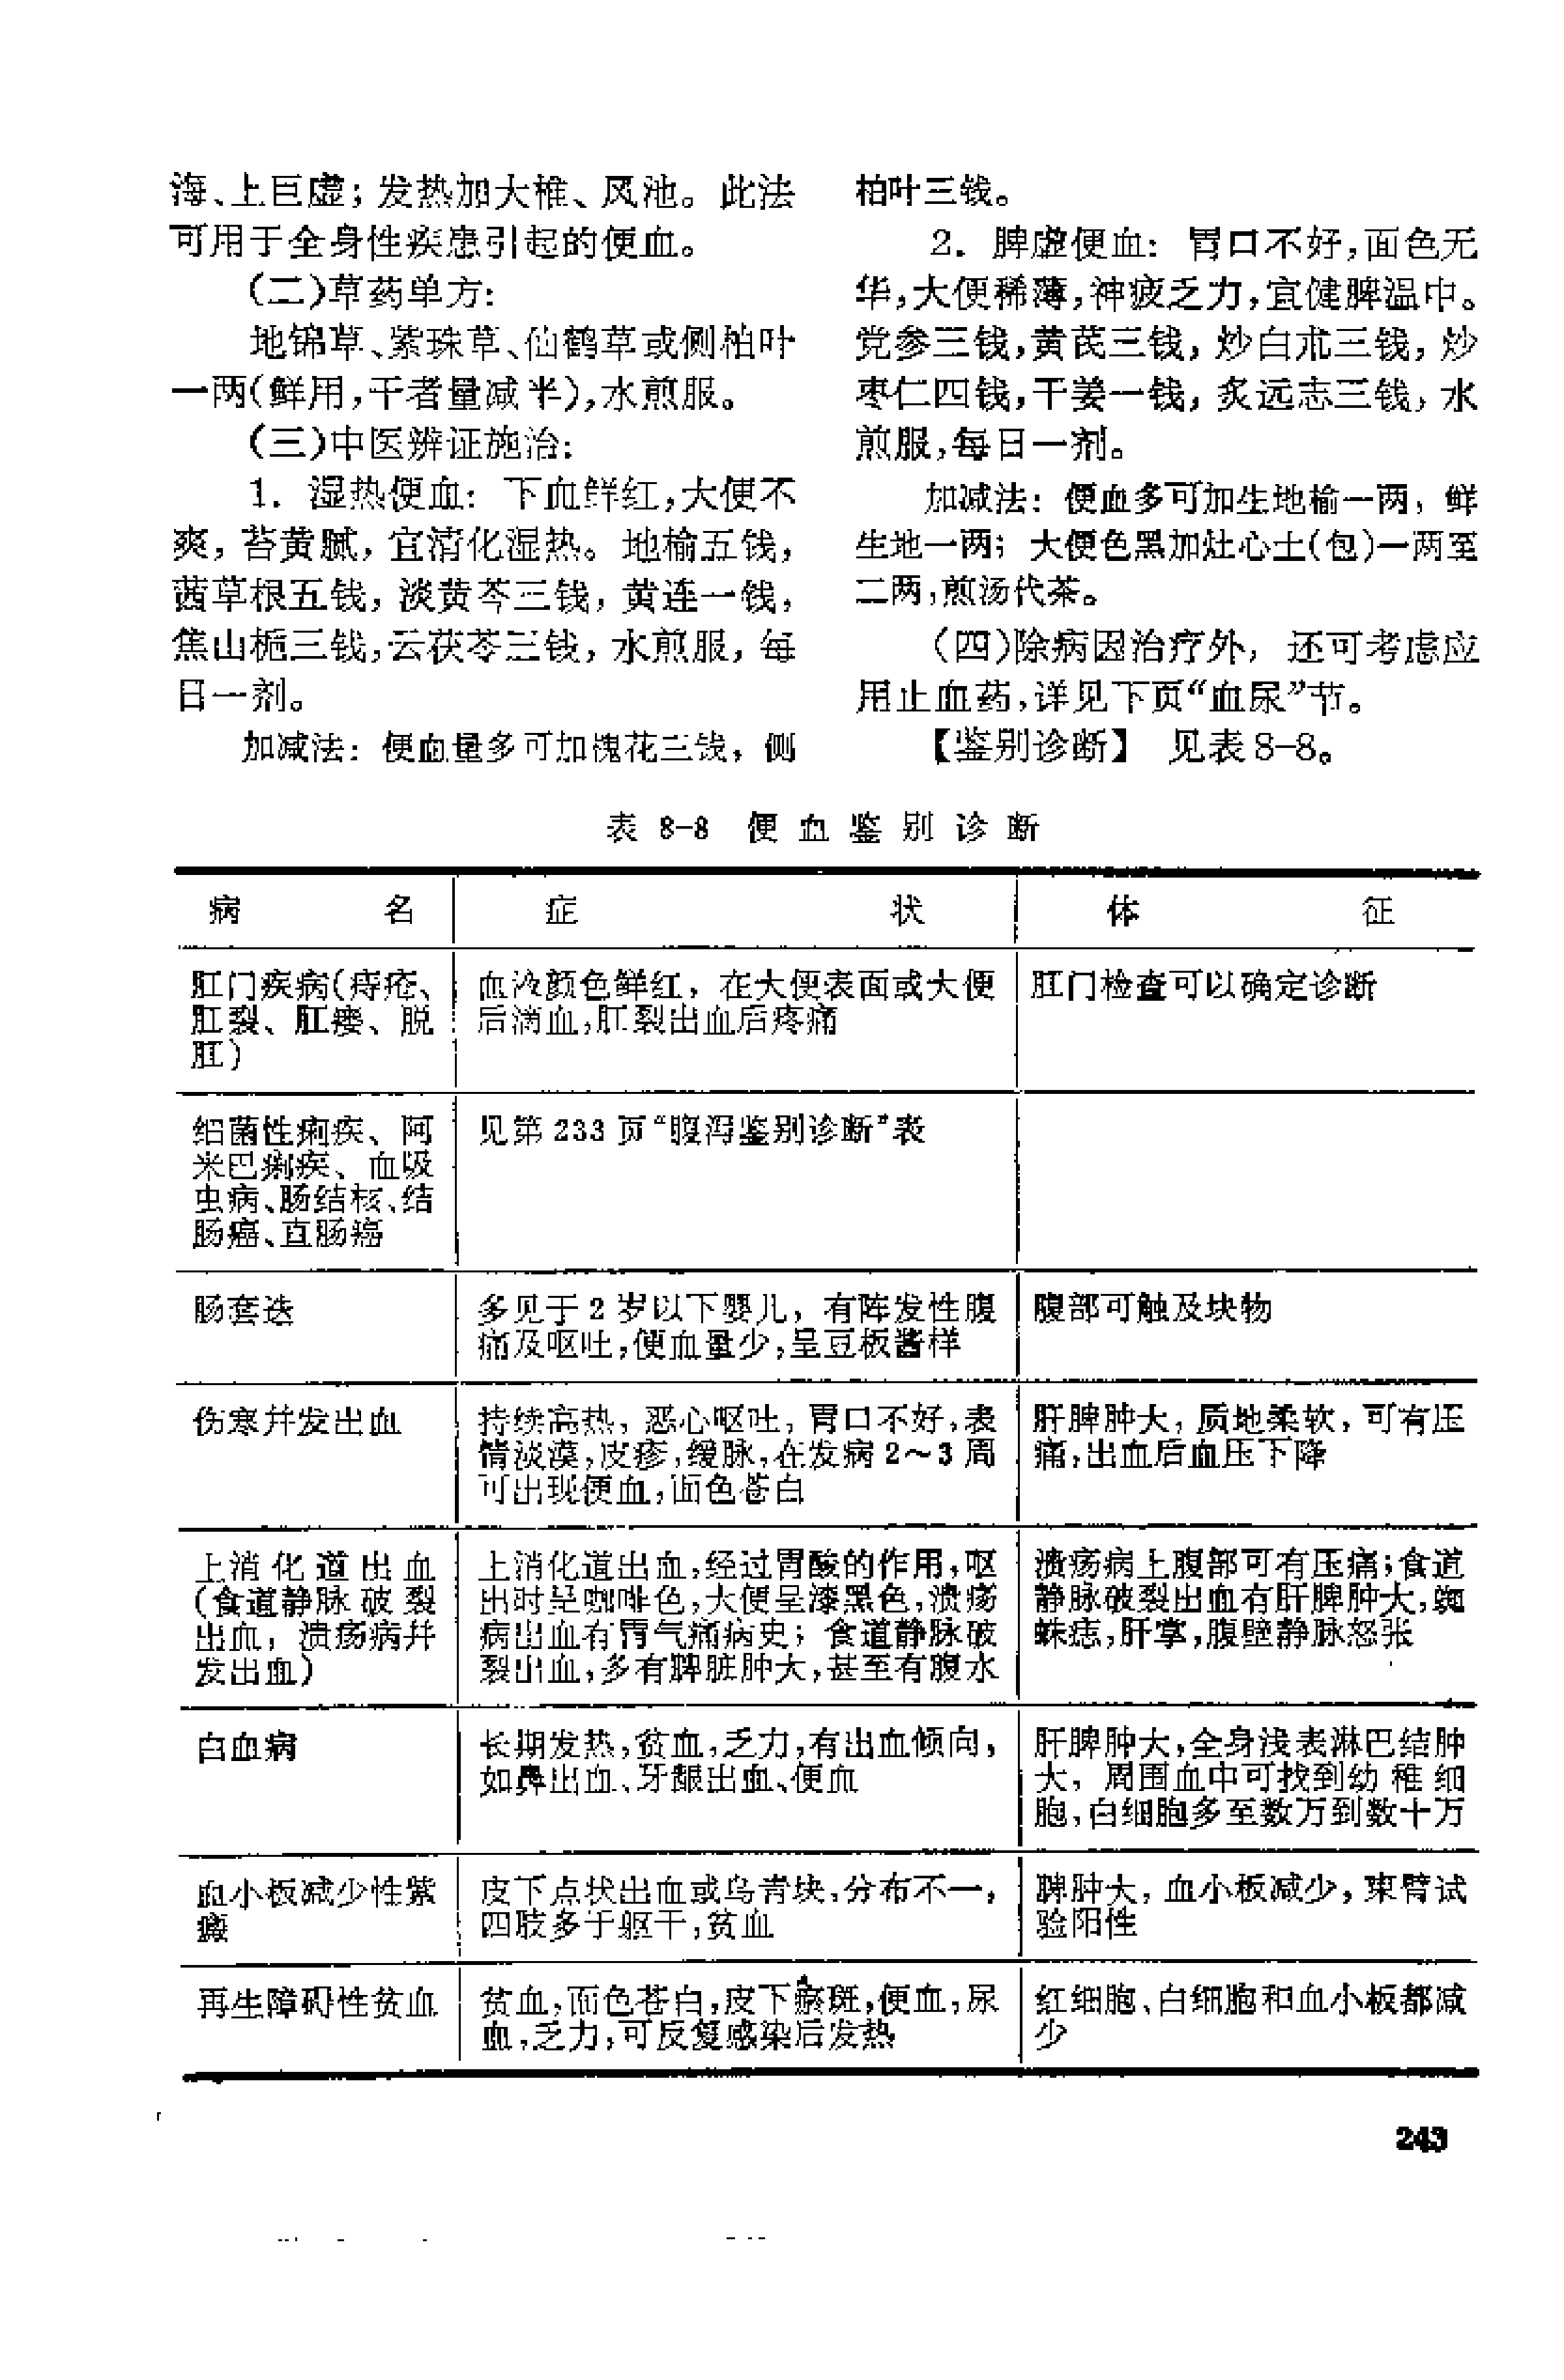 海、上巨虚；发热加大椎、风池。此法
可用于全身性疾患引起的便血。
(二)草药单方：
地锦草、紫珠草、仙鹤草或侧柏叶
一两(鲜用，干者量减半)，水煎服。
(三)中医辨证施治：
1. 湿热便血：下血鲜红，大便不
爽，苔黄腻，宜清化湿热。地榆五钱，
茜草根五钱，淡黄芩三钱，黄连一钱，
焦山栀三钱，云茯苓三钱，水煎服，每
日一剂。
加减法：便血量多可加槐花三钱，侧
柏叶三钱。
2. 脾虚便血：胃口不好，面色无
华，大便稀薄，神疲乏力，宜健脾温中。
党参三钱，黄芪三钱，炒白朮三钱，炒
枣仁四钱，干姜一钱，炙远志三钱，水
煎服，每日一剂。
加减法：便血多可加生地榆一两，鲜
生地一两；大便色黑加灶心土(包)一两至
二两，煎汤代茶。
(四)除病因治疗外，还可考虑应
用止血药，详见下页“血尿”节。
【鉴别诊断】 见表8-8。
表 8-8 便血鉴别诊断
病名 症状 体征
肛门疾病(痔疮、
肛裂、肛瘘、脱
肛)
血液颜色鲜红，在大便表面或大便
后滴血，肛裂出血后疼痛
肛门检查可以确定诊断
细菌性痢疾、阿
米巴痢疾、血吸
虫病、肠结核、结
肠癌、直肠癌
见第 233 页“腹泻鉴别诊断”表
肠套迭
多见于 2 岁以下婴儿，有阵发性腹
痛及呕吐，便血量少，呈豆板酱样
腹部可触及块物
伤寒并发出血
持续高热，恶心呕吐，胃口不好，表
情淡漠，皮疹，缓脉，在发病 2～3 周
可出现便血，面色苍白
肝脾肿大，质地柔软，可有压
痛，出血后血压下降
上消化道出血
(食道静脉破裂
出血，溃疡病并
发出血)
上消化道出血，经过胃酸的作用，呕
出时呈咖啡色，大便呈漆黑色，溃疡
病出血有胃气痛病史；食道静脉破
裂出血，多有脾脏肿大，甚至有腹水
溃疡病上腹部可有压痛；食道
静脉破裂出血有肝脾肿大，蜘
蛛痣，肝掌，腹壁静脉怒张
白血病
长期发热，贫血，乏力，有出血倾向，
如鼻出血、牙龈出血、便血
肝脾肿大，全身浅表淋巴结肿
大，周围血中可找到幼稚细
胞，白细胞多至数万到数十万
血小板减少性紫
癜
皮下点状出血或乌青块，分布不一，
四肢多于躯干，贫血
脾肿大，血小板减少，束臂试
验阳性
再生障碍性贫血
贫血，面色苍白，皮下瘀斑，便血，尿
血，乏力，可反复感染后发热
红细胞、白细胞和血小板都减
少
243